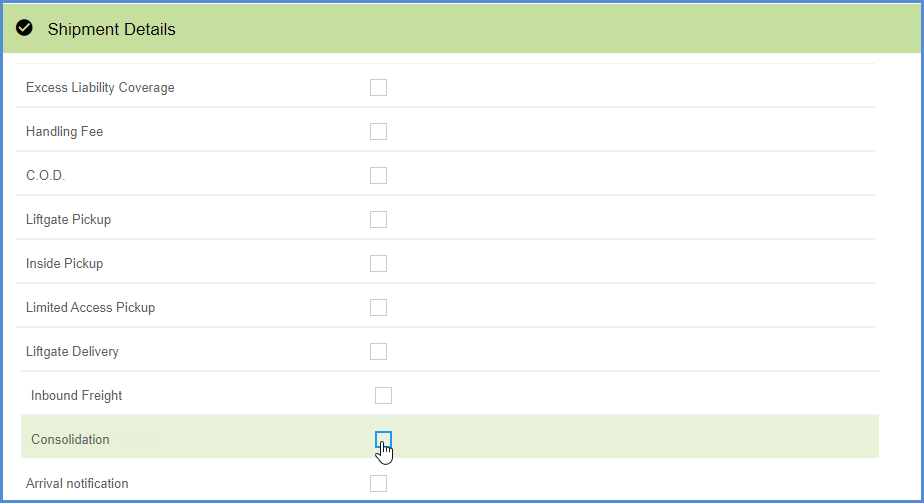 Shipment Details
Excess Liability Coverage
Handling Fee
C.O.D.
Liftgate Pickup
Inside Pickup
Limited Access Pickup
Liftgate Delivery
Inbound Freight
Consolidation
Arrival notification